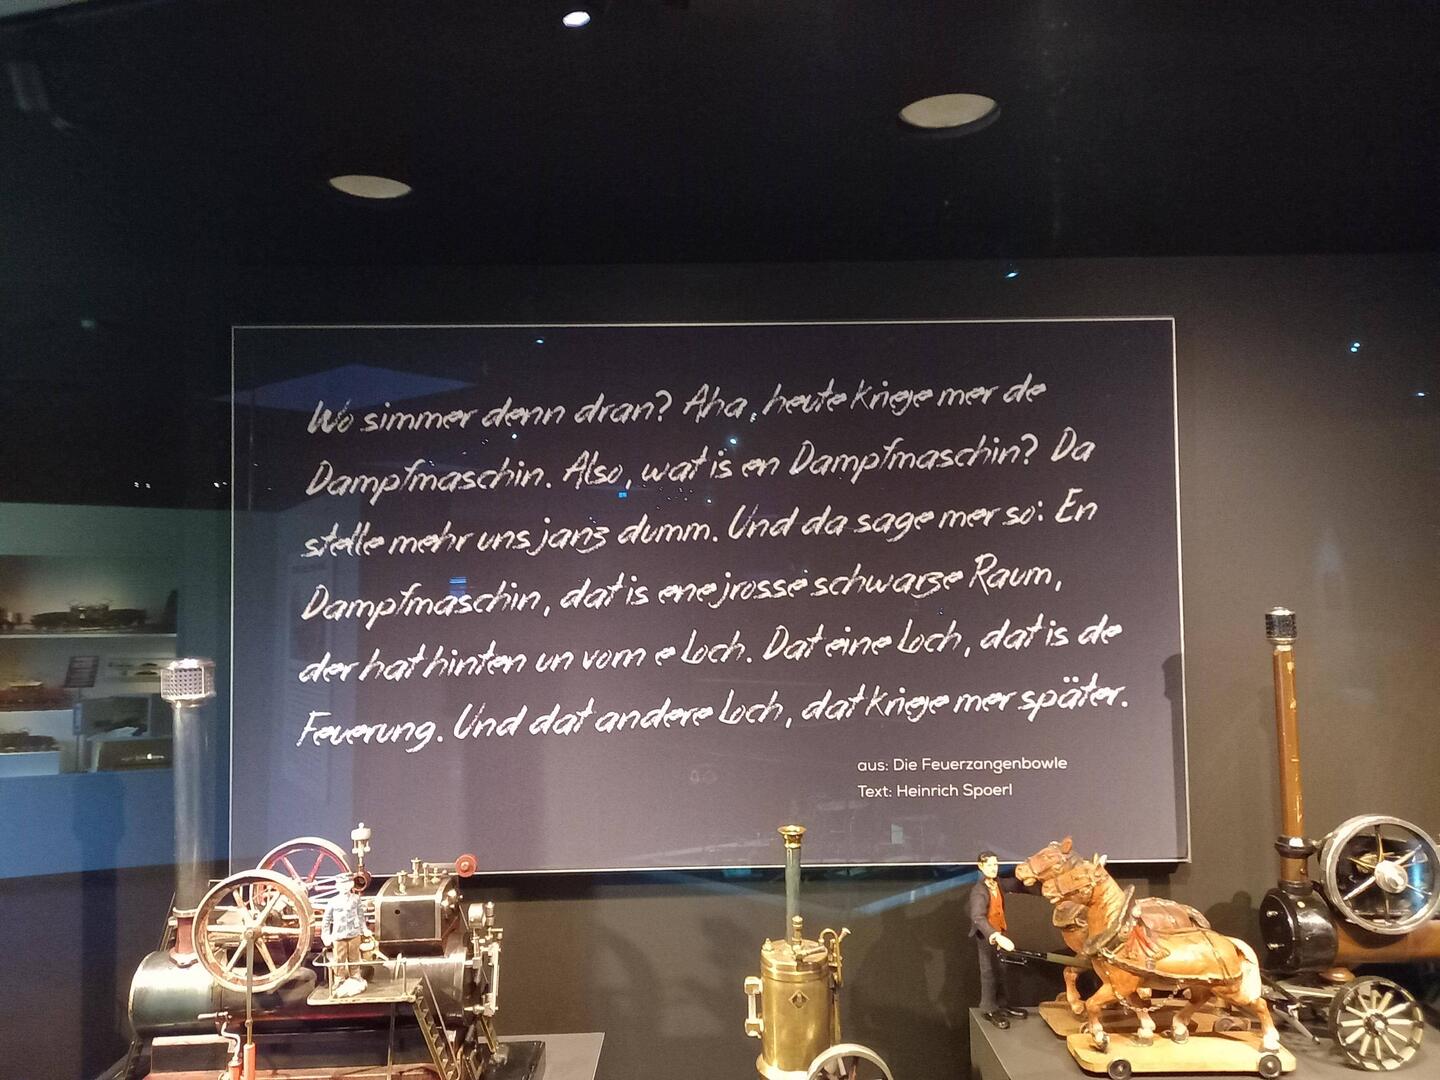 Wo simmer denn dran? Aha, heute kriege mer de
Dampfmaschin. Also, wat is en Dampfmaschin? Da
stelle mehr uns janz dumm. Und da sage mer so: En
Dampfmaschin, dat is ene jrosse schwarze Raum,
der hat hinten un vorn e Loch. Dat eine Loch, dat is de
Feuerung. Und dat andere Loch, dat kriege mer später.
aus: Die Feuerzangenbowle
Text: Heinrich Spoerl